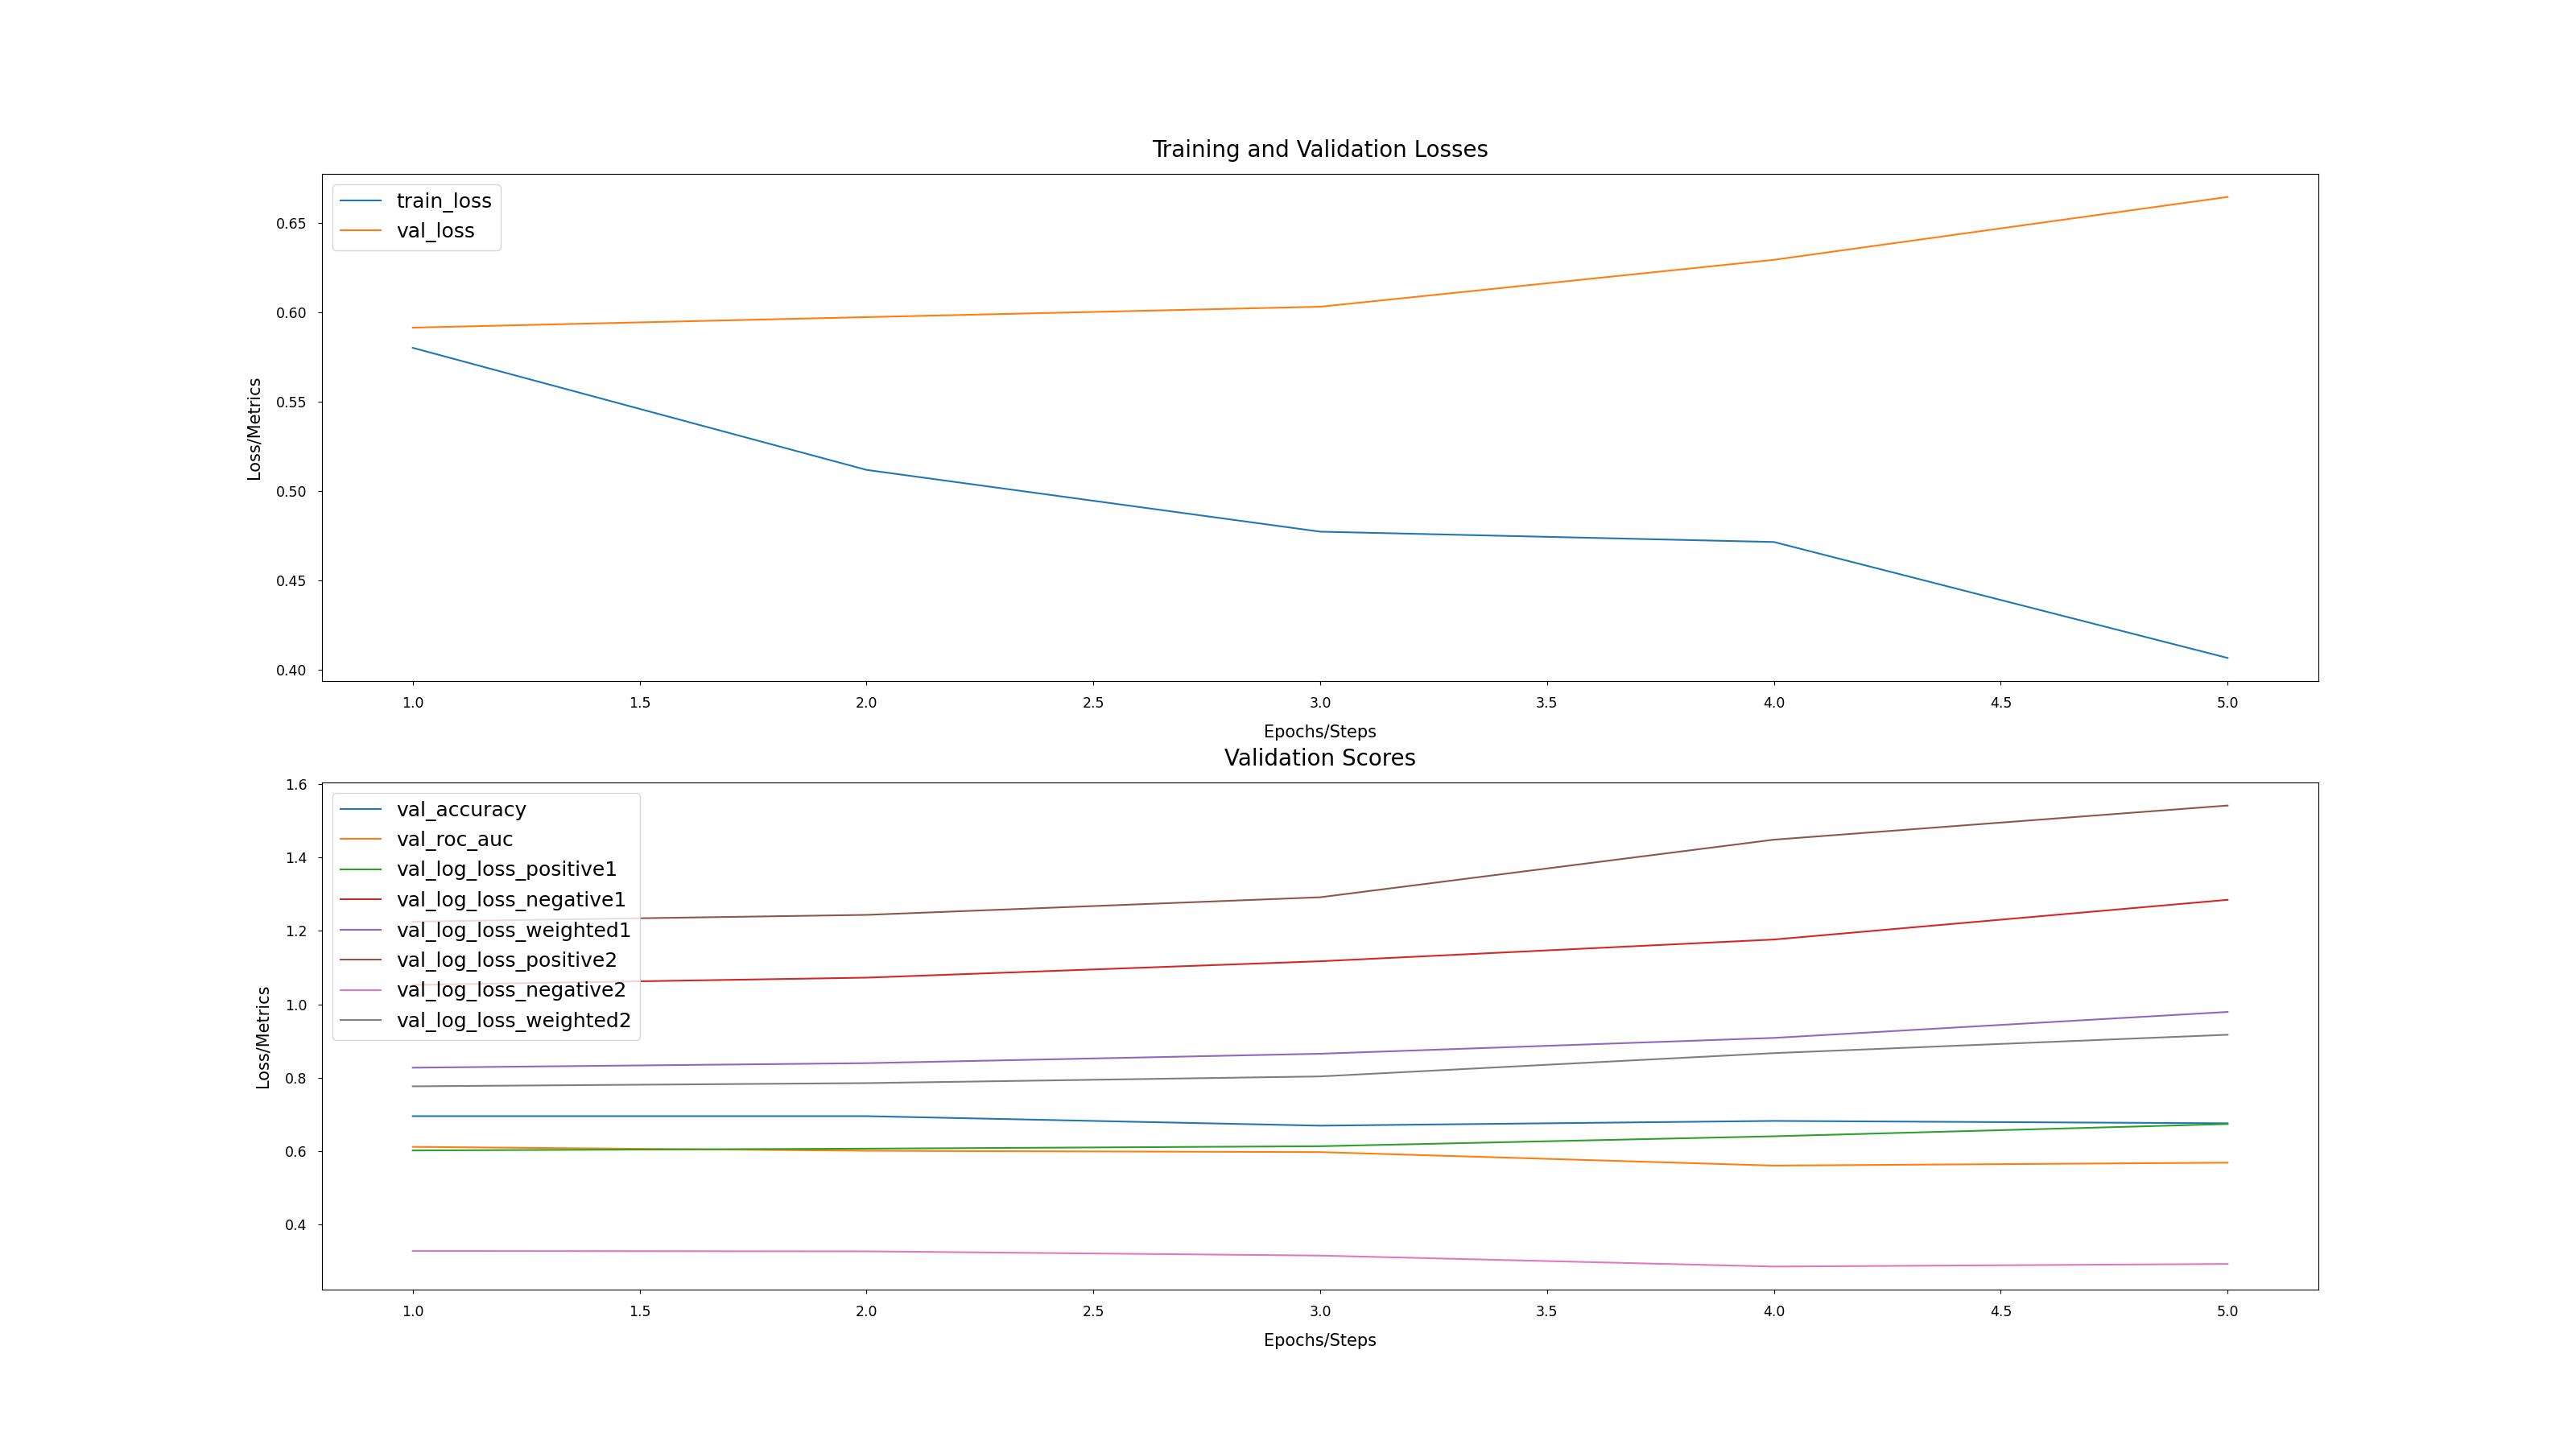 Training and Validation Losses
train_loss
val_loss
Loss/Metrics
0.65
0.60
0.55
0.50
0.45
0.40
1.0 1.5 2.0 2.5 3.0 3.5 4.0 4.5 5.0
Epochs/Steps
Validation Scores
val_accuracy
val_roc_auc
val_log_loss_positive1
val_log_loss_negative1
val_log_loss_weighted1
val_log_loss_positive2
val_log_loss_negative2
val_log_loss_weighted2
Loss/Metrics
1.6
1.4
1.2
1.0
0.8
0.6
0.4
1.0 1.5 2.0 2.5 3.0 3.5 4.0 4.5 5.0
Epochs/Steps